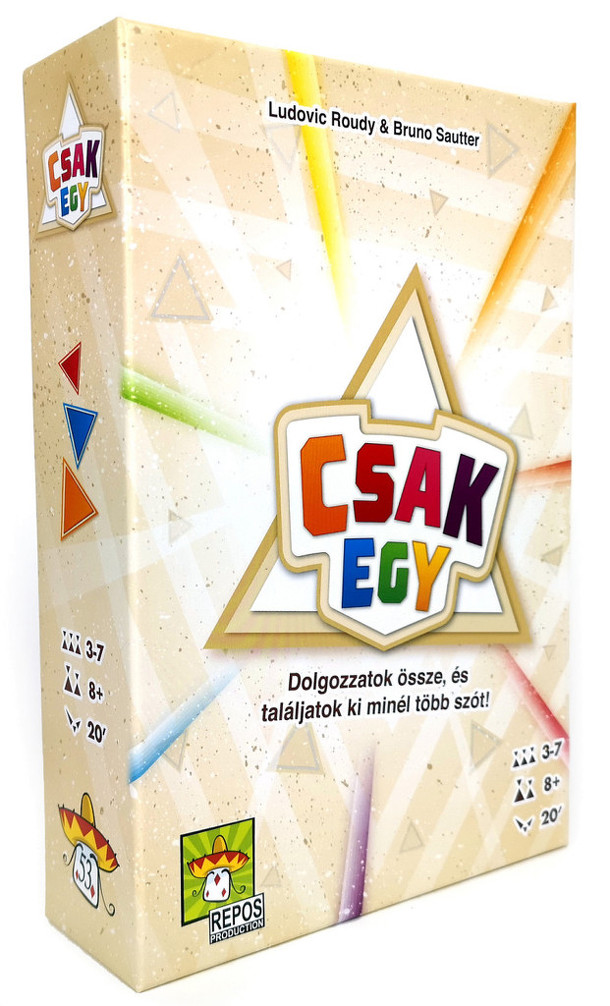 CSAK
EGY
3-7
8+
20′
53
Ludovic Roudy & Bruno Sautter
CSAK
EGY
Dolgozzatok össze, és
találjatok ki minél több szót!
3-7
8+
20′
REPOS
PRODUCTION